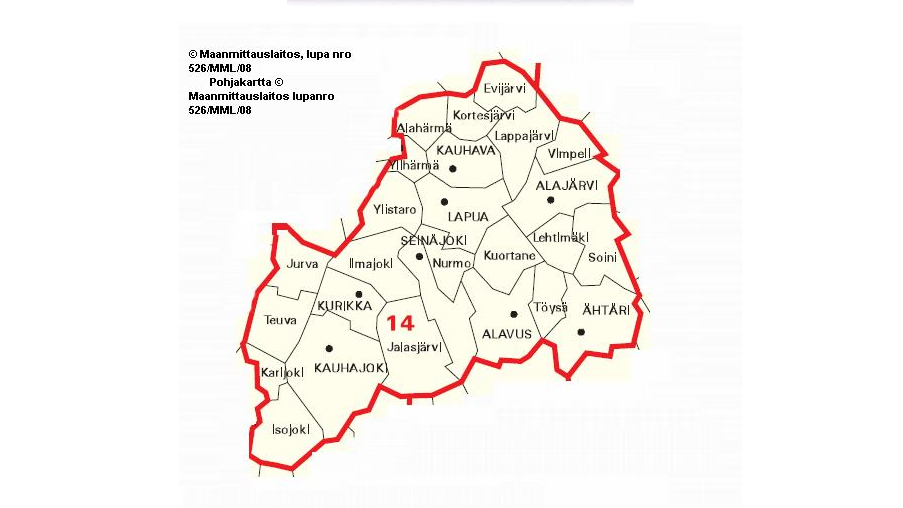 © Maanmittauslaitos, lupa nro
526/MML/08
Pohjakartta ©
Maanmittauslaitos lupanro
526/MML/08
Evijärvi
Kortesjärvi
Alahärmä
Lappajärvi
KAUHAVA
Vimpeli
Ylihärmä
ALAJÄRVI
Ylistaro
LAPUA
SEINÄJOKI
Lehtimäki
Kuortane
Soini
Jurva
Ilmajoki
Nurmo
KURIKKA
Töysä
ÄHTÄRI
Teuva
14
ALAVUS
Jalasjärvi
Karijoki
KAUHAJOKI
Isojoki